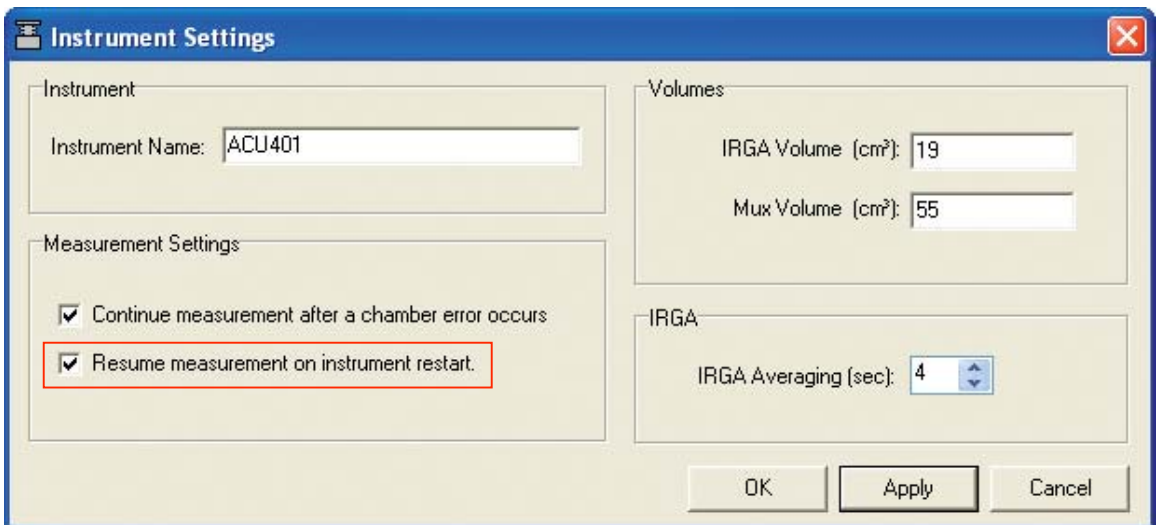 Instrument Settings
Instrument
Instrument Name: ACU401
Measurement Settings
Continue measurement after a chamber error occurs
Resume measurement on instrument restart.
Volumes
IRGA Volume (cm³): 19
Mux Volume (cm³): 55
IRGA
IRGA Averaging (sec): 4
OK Apply Cancel